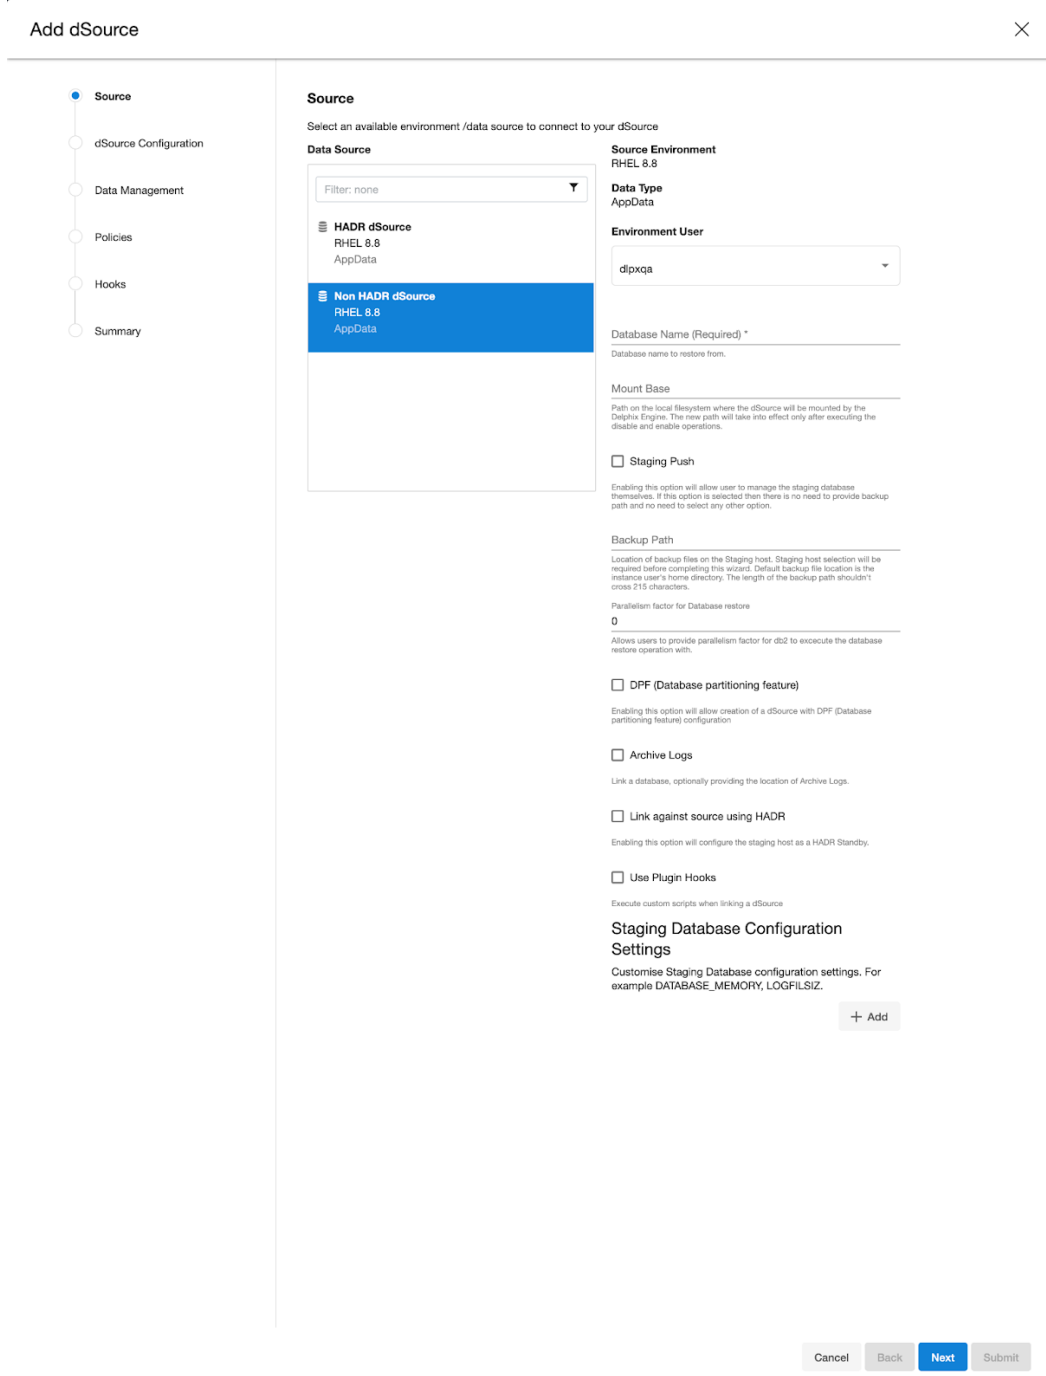 Add dSource
Source
dSource Configuration
Data Management
Policies
Hooks
Summary
Source
Select an available environment /data source to connect to your dSource
Data Source
Filter: none
HADR dSource
RHEL 8.8
AppData
Non HADR dSource
RHEL 8.8
AppData
Source Environment
RHEL 8.8
Data Type
AppData
Environment User
dlpxqa
Database Name (Required) *
Database name to restore from.
Mount Base
Path on the local filesystem where the dSource will be mounted by the
Delphix Engine. The new path will take into effect only after executing the
disable and enable operations.
Staging Push
Enabling this option will allow user to manage the staging database
themselves. If this option is selected then there is no need to provide backup
path and no need to select any other option.
Backup Path
Location of backup files on the Staging host. Staging host selection will be
required before completing this wizard. Default backup file location is the
instance user's home directory. The length of the backup path shouldn't
cross 215 characters.
Parallelism factor for Database restore
0
Allows users to provide parallelism factor for db2 to excecute the database
restore operation with.
DPF (Database partitioning feature)
Enabling this option will allow creation of a dSource with DPF (Database
partitioning feature) configuration
Archive Logs
Link a database, optionally providing the location of Archive Logs.
Link against source using HADR
Enabling this option will configure the staging host as a HADR Standby.
Use Plugin Hooks
Execute custom scripts when linking a dSource
Staging Database Configuration
Settings
Customise Staging Database configuration settings. For
example DATABASE_MEMORY, LOGFILSIZ.
+ Add
Cancel
Back
Next
Submit